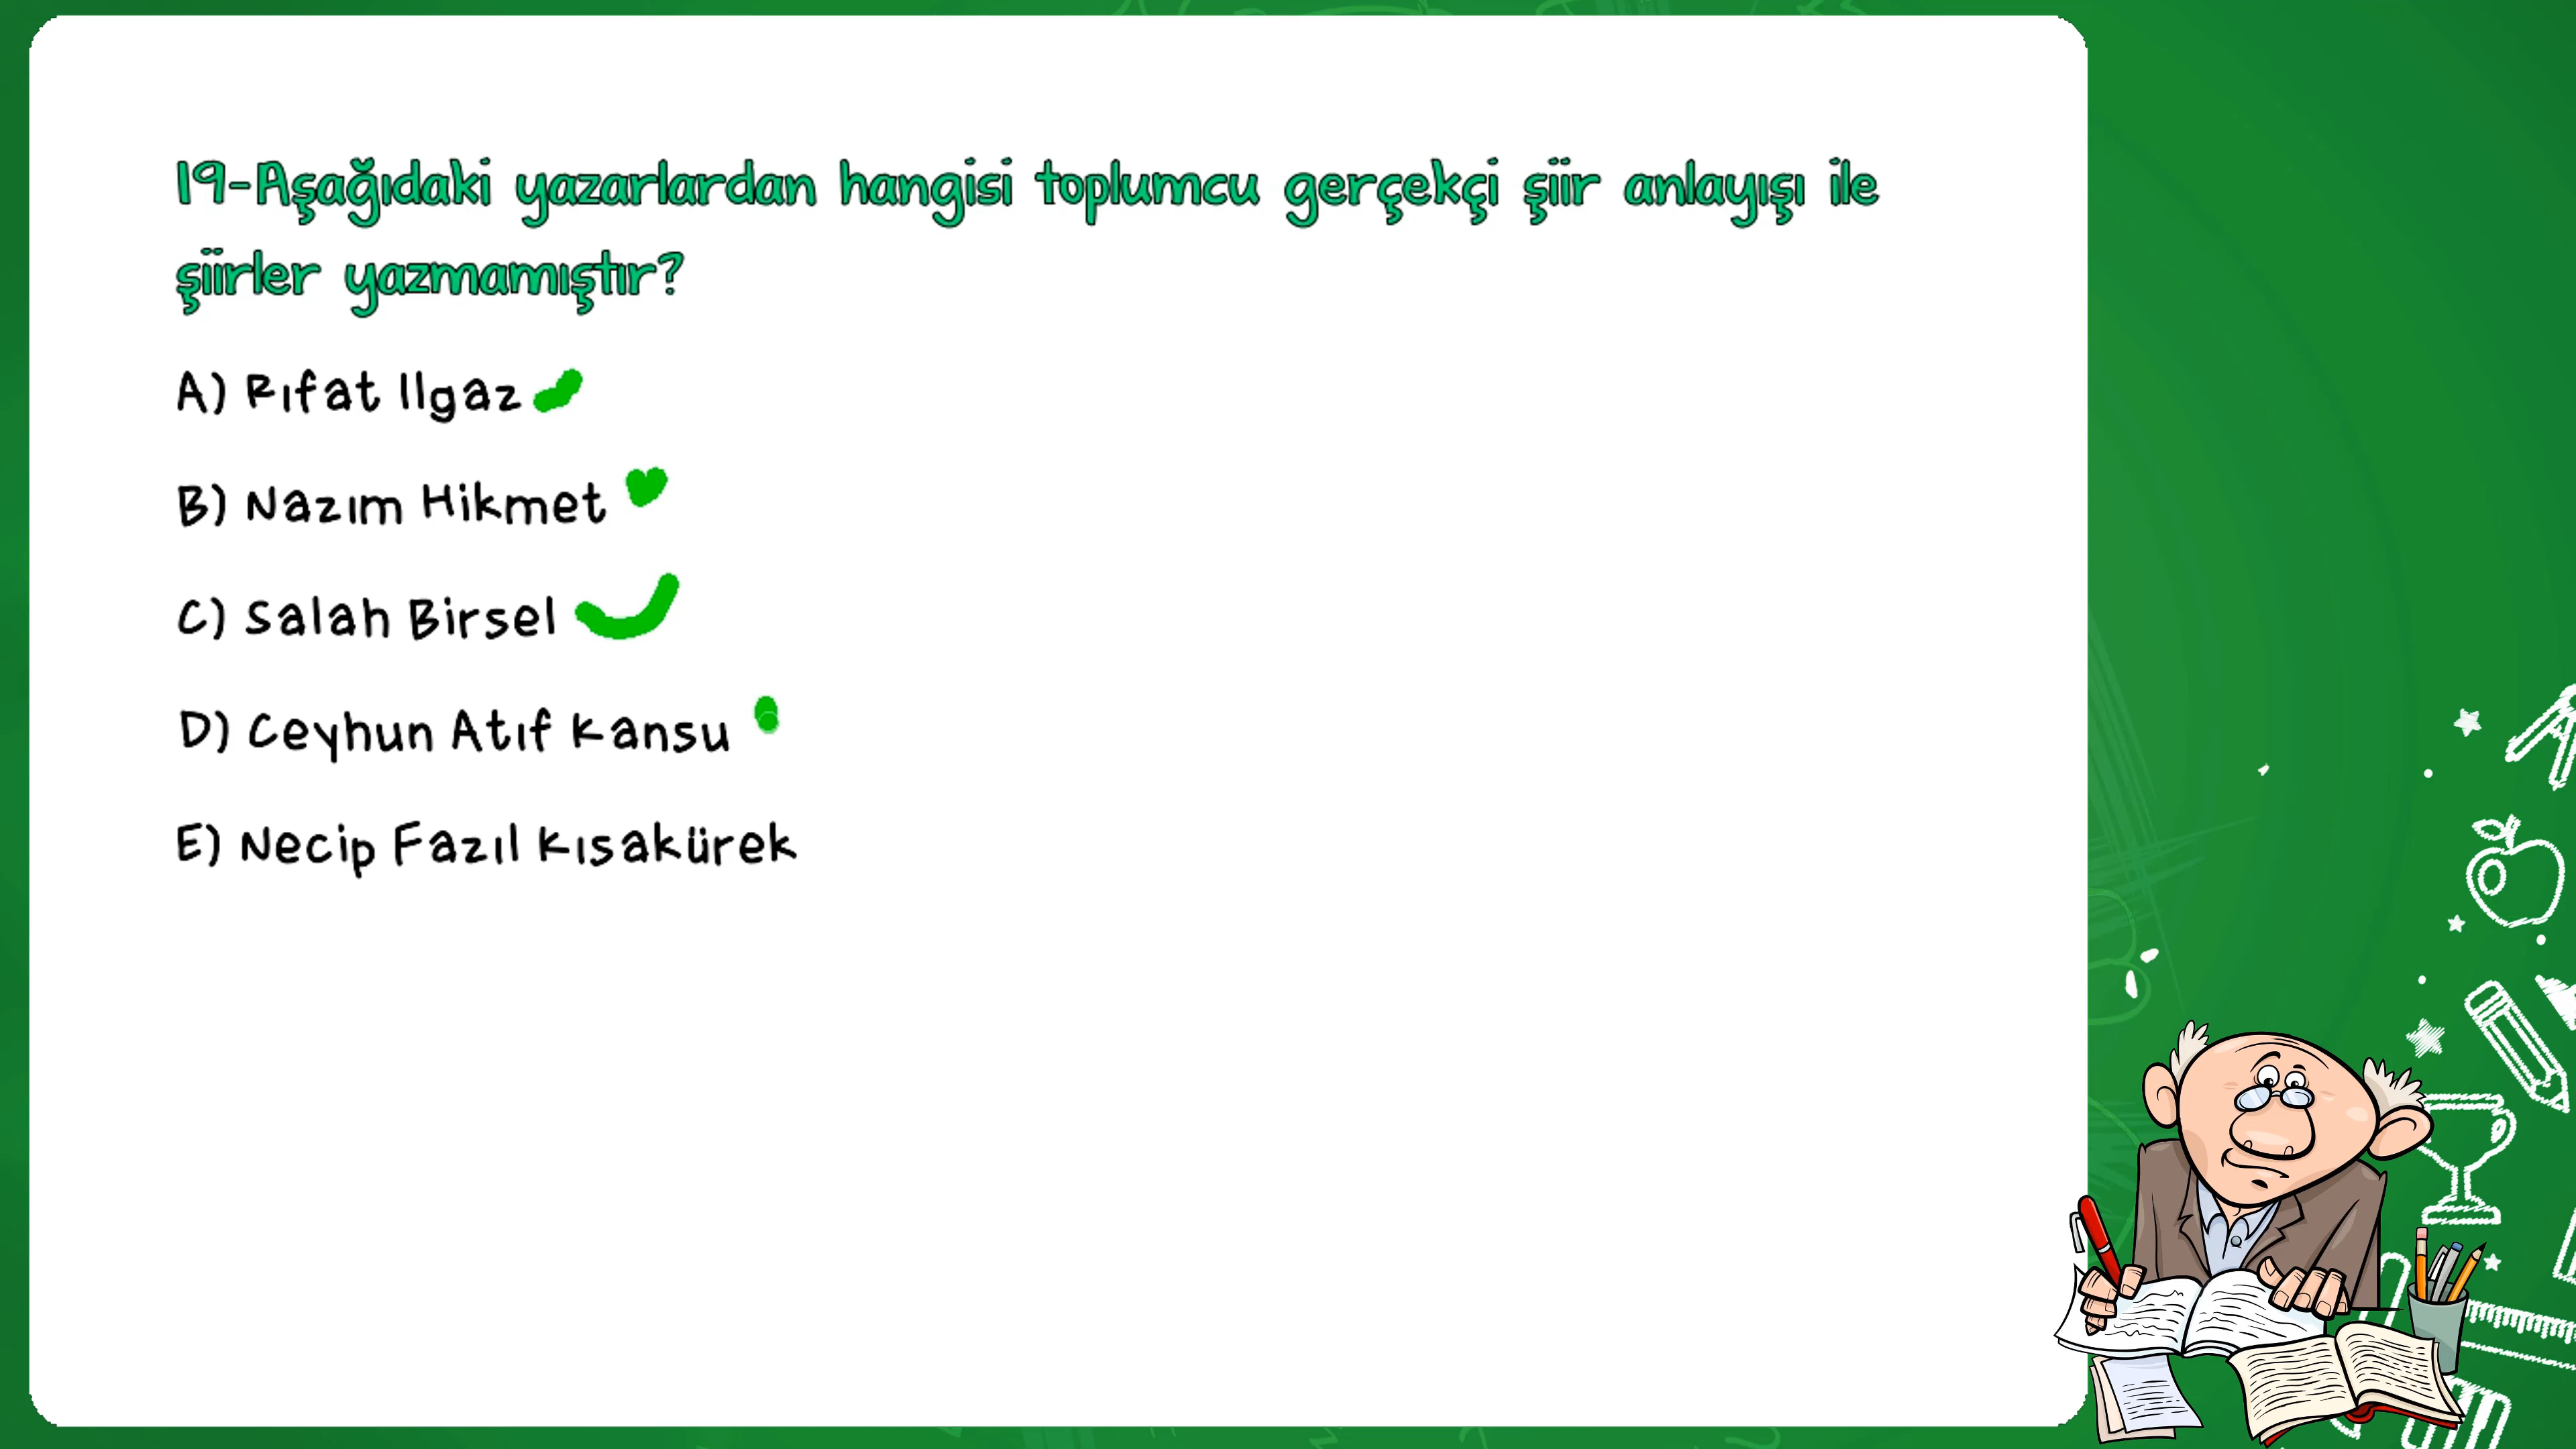 19-Aşağıdaki yazarlardan hangisi toplumcu gerçekçi şiir anlayışı ile
şiirler yazmamıştır?
A) Rıfat Ilgaz
B) Nazım Hikmet
C) Salah Birsel
D) Ceyhun Atıf Kansu
E) Necip Fazıl Kısakürek